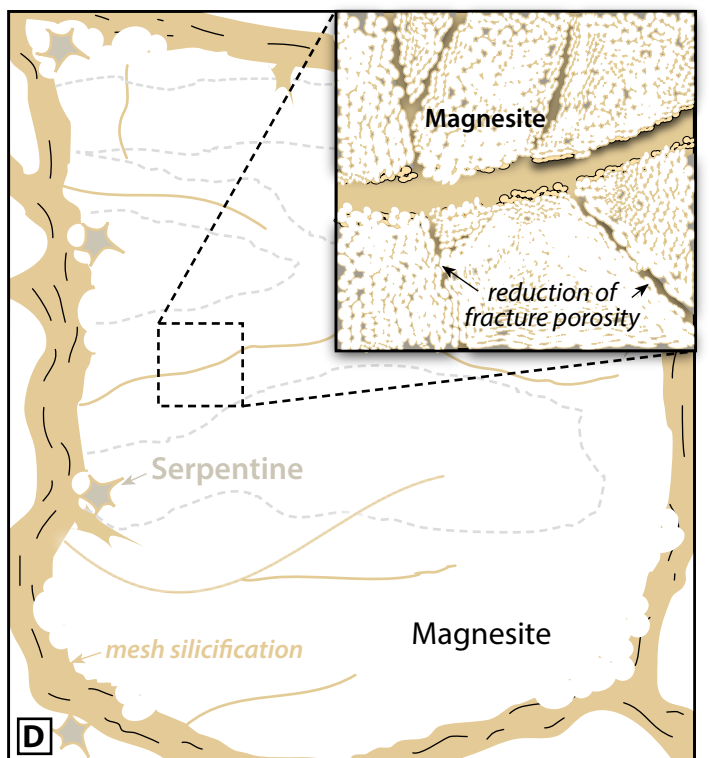 Magnesite
reduction of
fracture porosity
Serpentine
Magnesite
mesh silicification
D